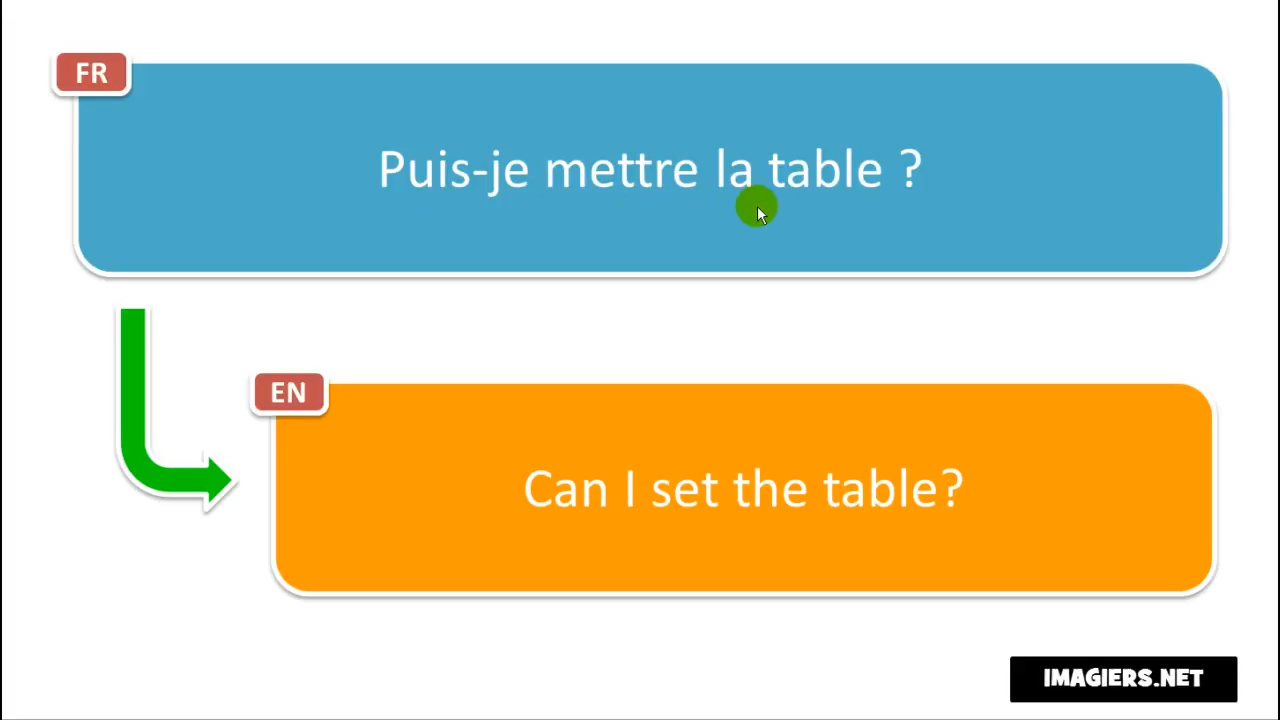 FR
Puis-je mettre la table ?
EN
Can I set the table?
IMAGIERS.NET